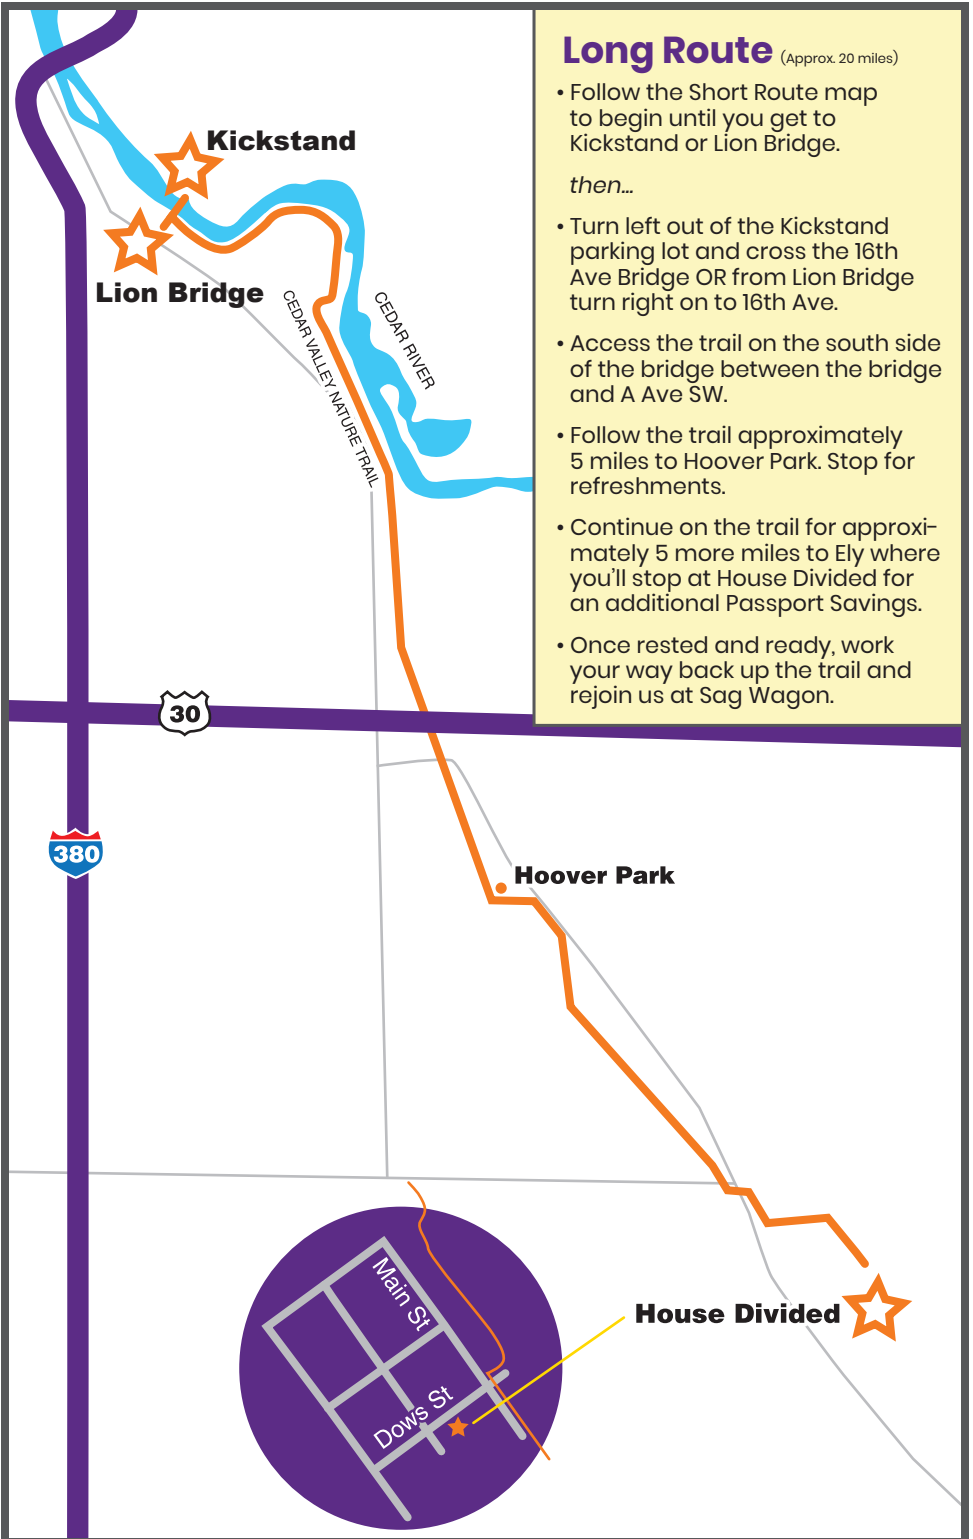 Long Route (Approx. 20 miles)
• Follow the Short Route map
to begin until you get to
Kickstand or Lion Bridge.
then...
• Turn left out of the Kickstand
parking lot and cross the 16th
Ave Bridge OR from Lion Bridge
turn right on to 16th Ave.
• Access the trail on the south side
of the bridge between the bridge
and A Ave SW.
• Follow the trail approximately
5 miles to Hoover Park. Stop for
refreshments.
• Continue on the trail for approxi-
mately 5 more miles to Ely where
you'll stop at House Divided for
an additional Passport Savings.
• Once rested and ready, work
your way back up the trail and
rejoin us at Sag Wagon.
Kickstand
Lion Bridge
CEDAR VALLEY NATURE TRAIL
CEDAR RIVER
30
380
Hoover Park
House Divided
Main St
Dows St